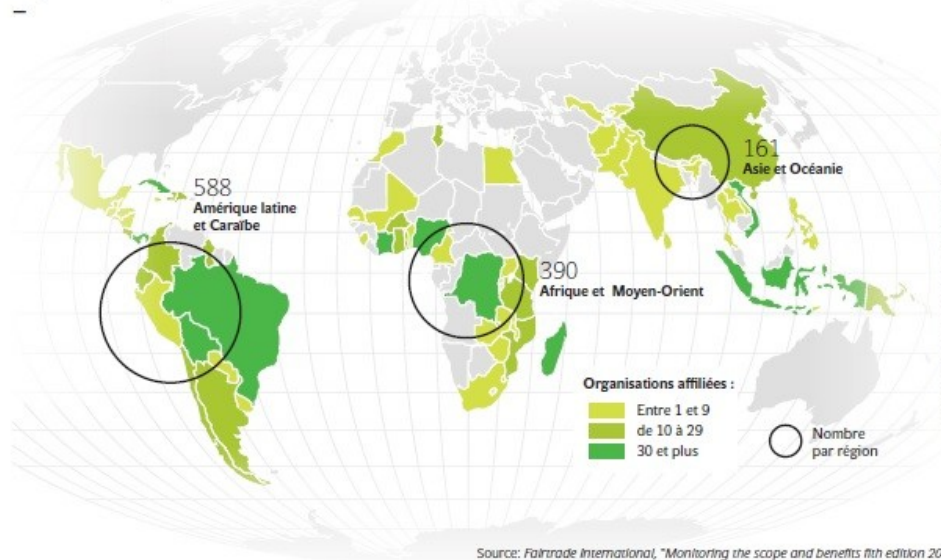 588
Amérique latine
et Caraïbe
161
Asie et Océanie
390
Afrique et Moyen-Orient
Organisations affiliées :
Entre 1 et 9
de 10 à 29
30 et plus
Nombre
par région
Source: Fairtrade International, "Monitoring the scope and benefits fith edition